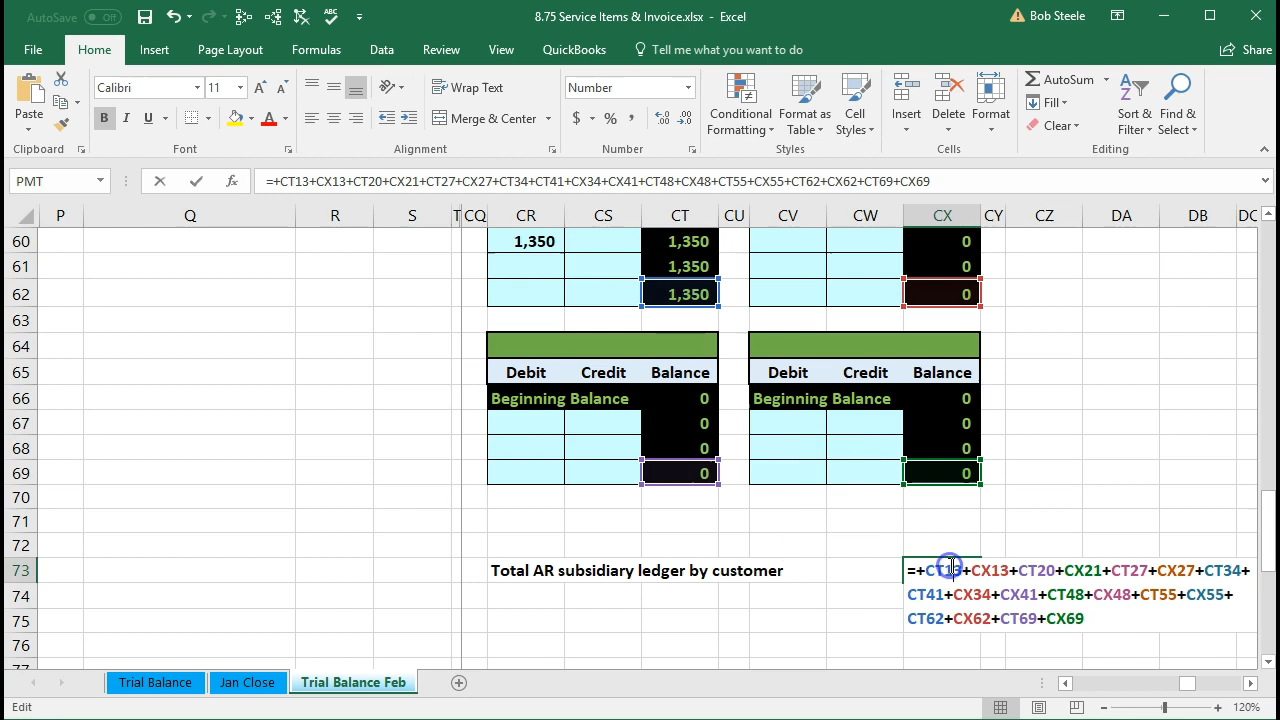 AutoSave Off 8.75 Service Items & Invoice.xlsx – Excel Bob Steele
File Home Insert Page Layout Formulas Data Review View QuickBooks Tell me what you want to do Share
Calibri 11 Wrap Text Number AutoSum
Paste B I U A Merge & Center $ % , Conditional Formatting Format as Table Cell Styles Insert Delete Format Fill Clear Sort & Filter Find & Select
Clipboard Font Alignment Number Styles Cells Editing
PMT fx =+CT13+CX13+CT20+CX21+CT27+CX27+CT34+CT41+CX34+CX41+CT48+CX48+CT55+CX55+CT62+CX62+CT69+CX69
P Q R S T CQ CR CS CT CU CV CW CX CY CZ DA DB DC
60 1,350 1,350 0
61 1,350 0
62 1,350 0
63
64
65 Debit Credit Balance Debit Credit Balance
66 Beginning Balance 0 Beginning Balance 0
67 0 0
68 0 0
69 0 0
70
71
72
73 Total AR subsidiary ledger by customer =+CT13+CX13+CT20+CX21+CT27+CX27+CT34+
74 CT41+CX34+CX41+CT48+CX48+CT55+CX55+
75 CT62+CX62+CT69+CX69
76
77
Trial Balance Jan Close Trial Balance Feb
Edit 120%